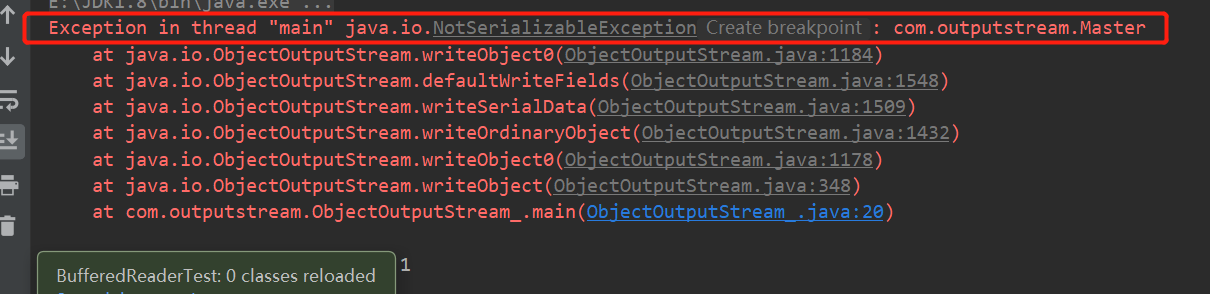 E:\JDK1.8\bin\java.exe ...
Exception in thread "main" java.io.NotSerializableException Create breakpoint : com.outputstream.Master
at java.io.ObjectOutputStream.writeObject0(ObjectOutputStream.java:1184)
at java.io.ObjectOutputStream.defaultWriteFields(ObjectOutputStream.java:1548)
at java.io.ObjectOutputStream.writeSerialData(ObjectOutputStream.java:1509)
at java.io.ObjectOutputStream.writeOrdinaryObject(ObjectOutputStream.java:1432)
at java.io.ObjectOutputStream.writeObject0(ObjectOutputStream.java:1178)
at java.io.ObjectOutputStream.writeObject(ObjectOutputStream.java:348)
at com.outputstream.ObjectOutputStream_.main(ObjectOutputStream_.java:20)
1
BufferedReaderTest: 0 classes reloaded